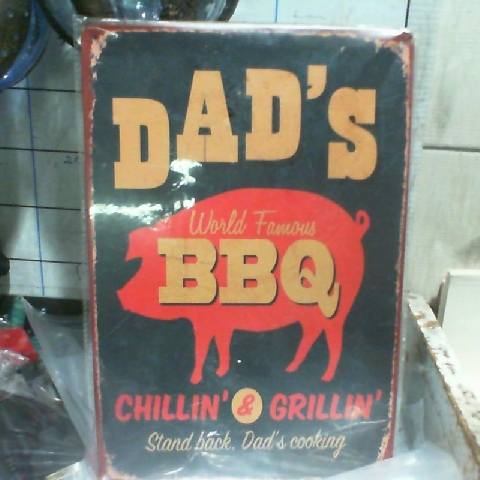 DAD'S
World Famous
BBQ
CHILLIN' & GRILLIN'
Stand back, Dad's cooking